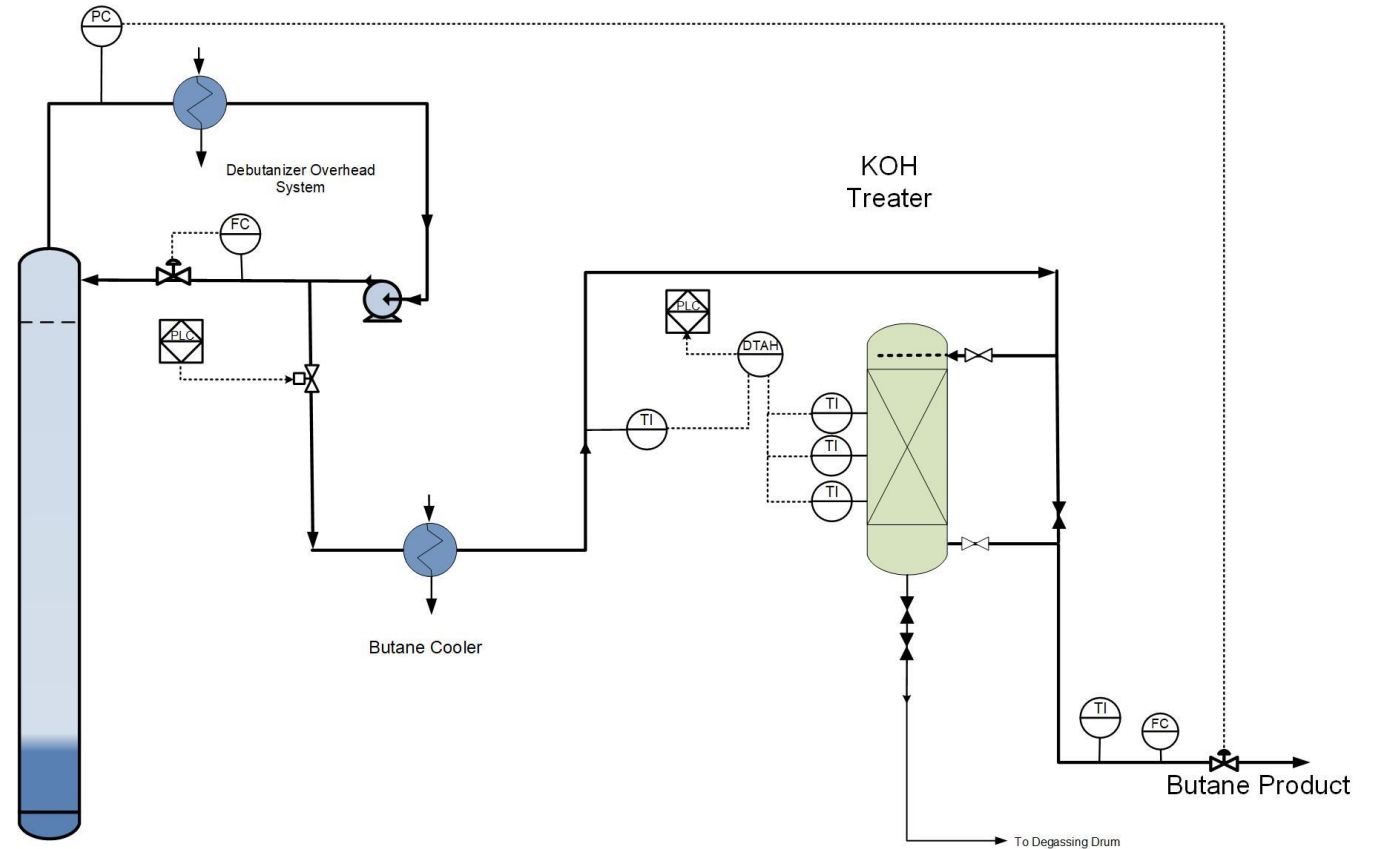 PC
Debutanizer Overhead
System
KOH
Treater
FC
PLC
PLC
DTAH
TI
TI
TI
TI
Butane Cooler
TI
FC
Butane Product
To Degassing Drum